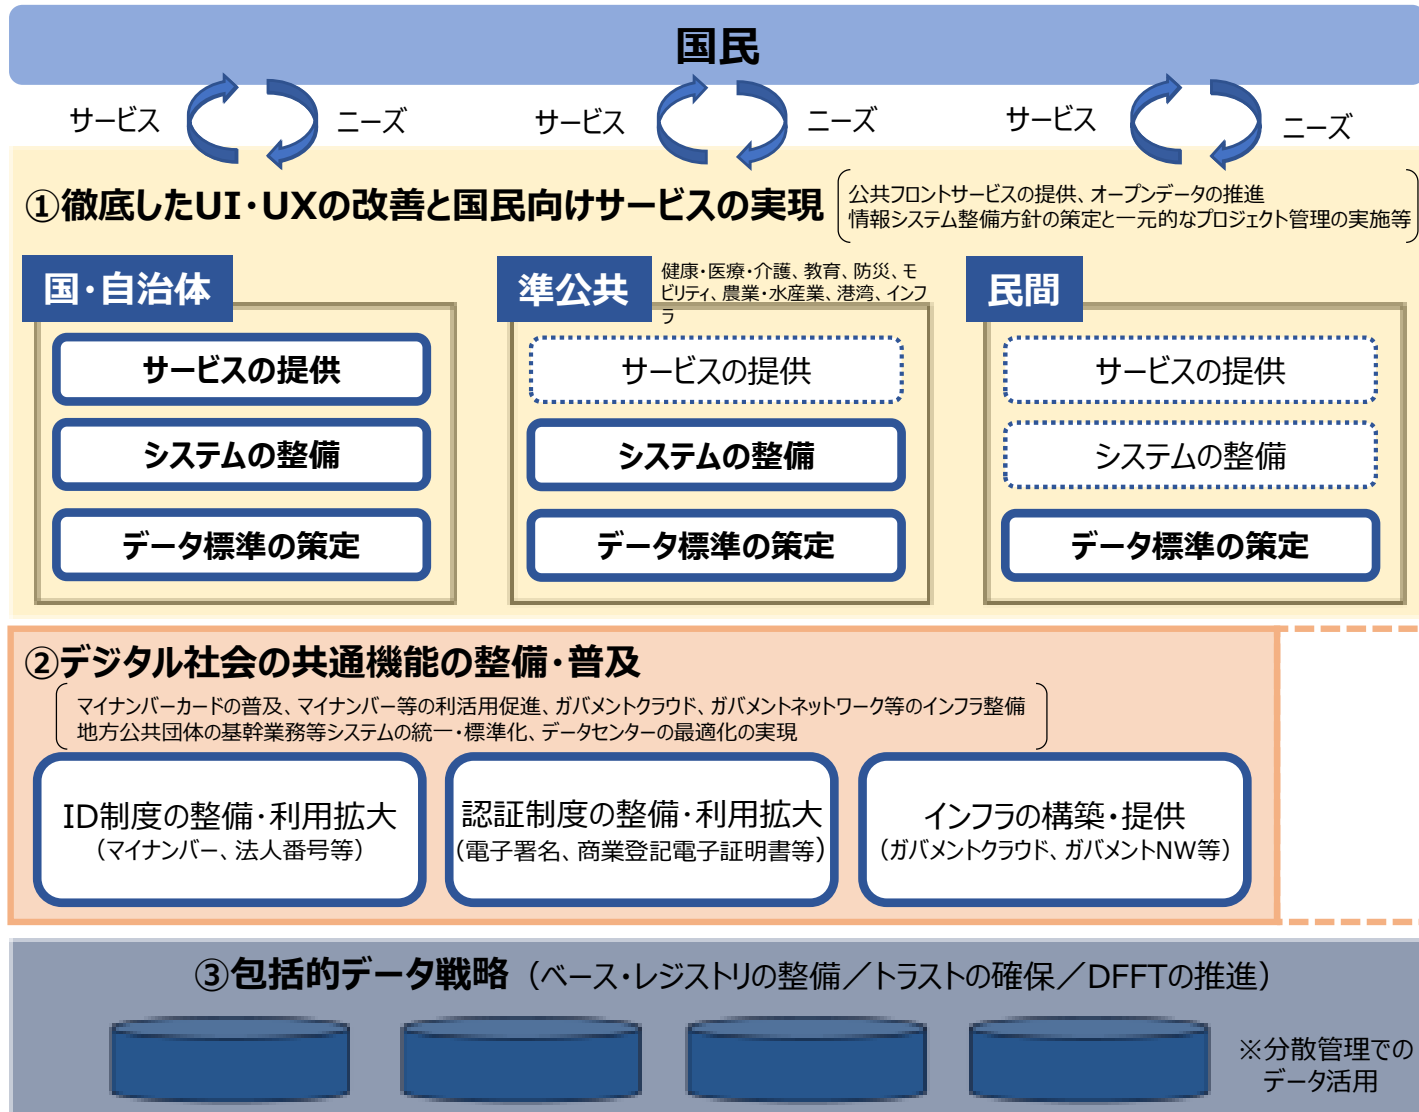 国民
サービス
ニーズ
サービス
ニーズ
サービス
ニーズ
①徹底したUI・UXの改善と国民向けサービスの実現
公共フロントサービスの提供、オープンデータの推進
情報システム整備方針の策定と一元的なプロジェクト管理の実施等
国・自治体
サービスの提供
システムの整備
データ標準の策定
準公共
健康・医療・介護、教育、防災、モ
ビリティ、農業・水産業、港湾、インフ
ラ
サービスの提供
システムの整備
データ標準の策定
民間
サービスの提供
システムの整備
データ標準の策定
②デジタル社会の共通機能の整備・普及
マイナンバーカードの普及、マイナンバー等の利活用促進、ガバメントクラウド、ガバメントネットワーク等のインフラ整備
地方公共団体の基幹業務等システムの統一・標準化、データセンターの最適化の実現
ID制度の整備・利用拡大
（マイナンバー、法人番号等）
認証制度の整備・利用拡大
（電子署名、商業登記電子証明書等）
インフラの構築・提供
（ガバメントクラウド、ガバメントNW等）
③包括的データ戦略（ベース・レジストリの整備／トラストの確保／DFFTの推進）
※分散管理での
データ活用